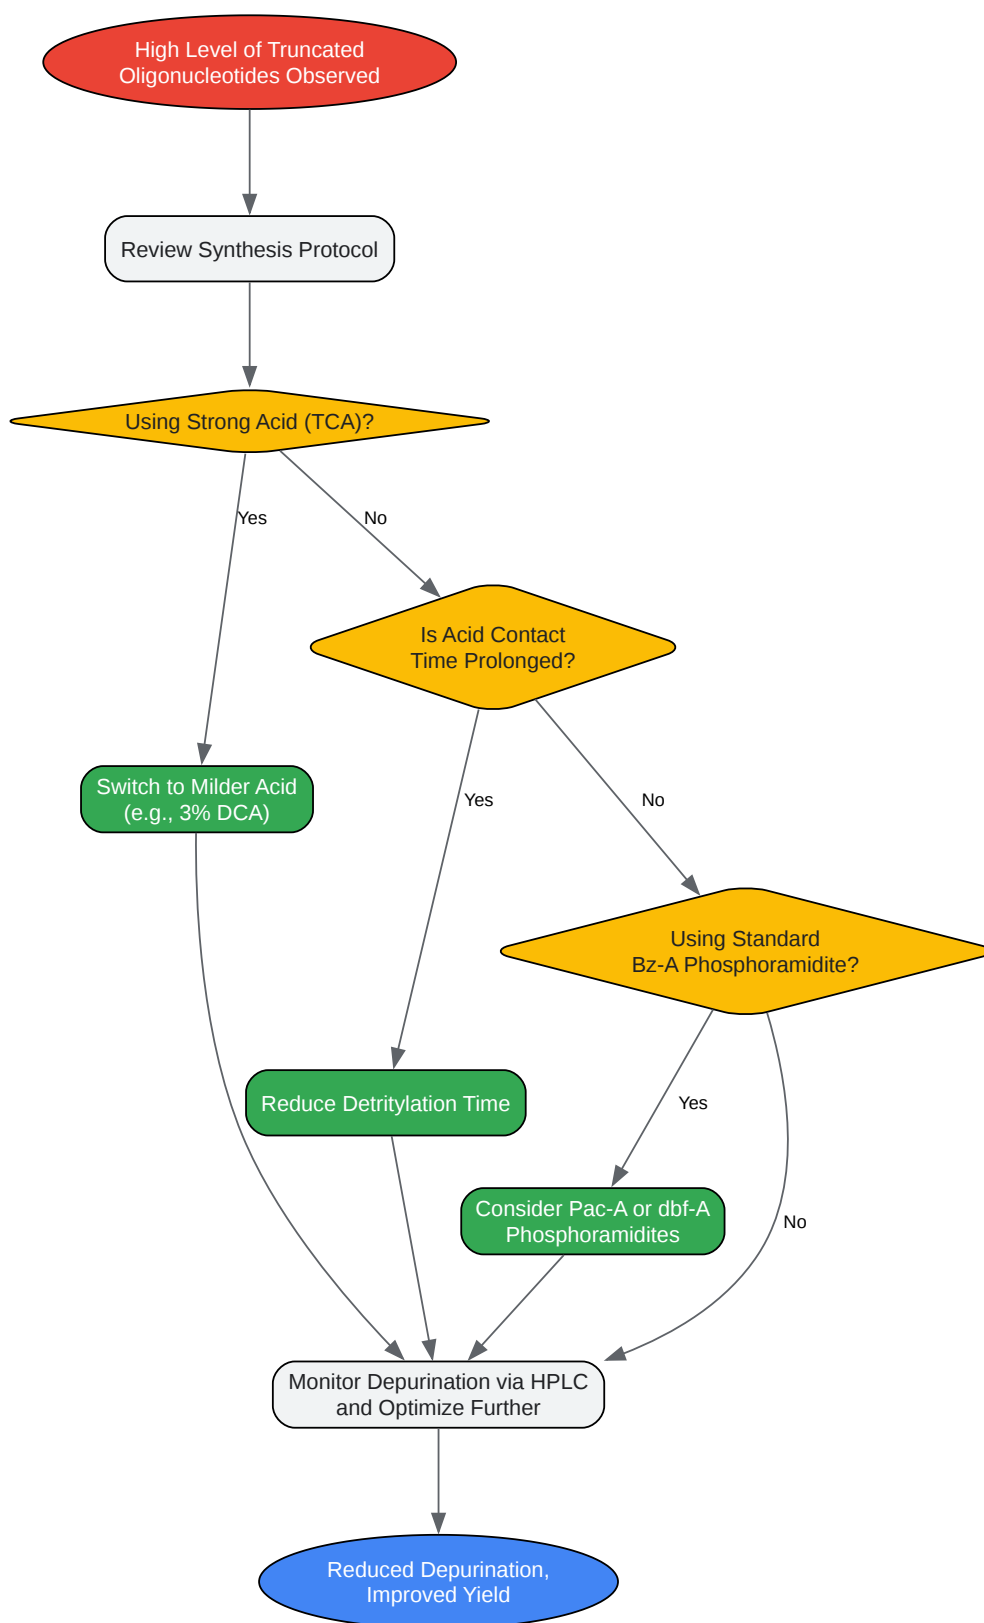 High Level of Truncated
Oligonucleotides Observed
Review Synthesis Protocol
Using Strong Acid (TCA)?
Yes
No
Is Acid Contact
Time Prolonged?
Switch to Milder Acid
(e.g., 3% DCA)
Yes
No
Using Standard
Bz-A Phosphoramidite?
Reduce Detritylation Time
Yes
Consider Pac-A or dbf-A
Phosphoramidites
No
Monitor Depurination via HPLC
and Optimize Further
Reduced Depurination,
Improved Yield